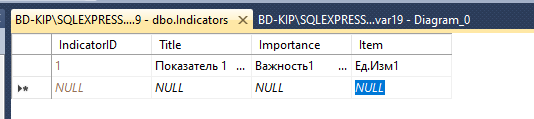 BD-KIP\SQLEXPRESS....9 - dbo.Indicators BD-KIP\SQLEXPRESS...var19 - Diagram_0
IndicatorID Title Importance Item
1 Показатель 1 ... Важность1 ... Ед.Изм1
NULL NULL NULL NULL